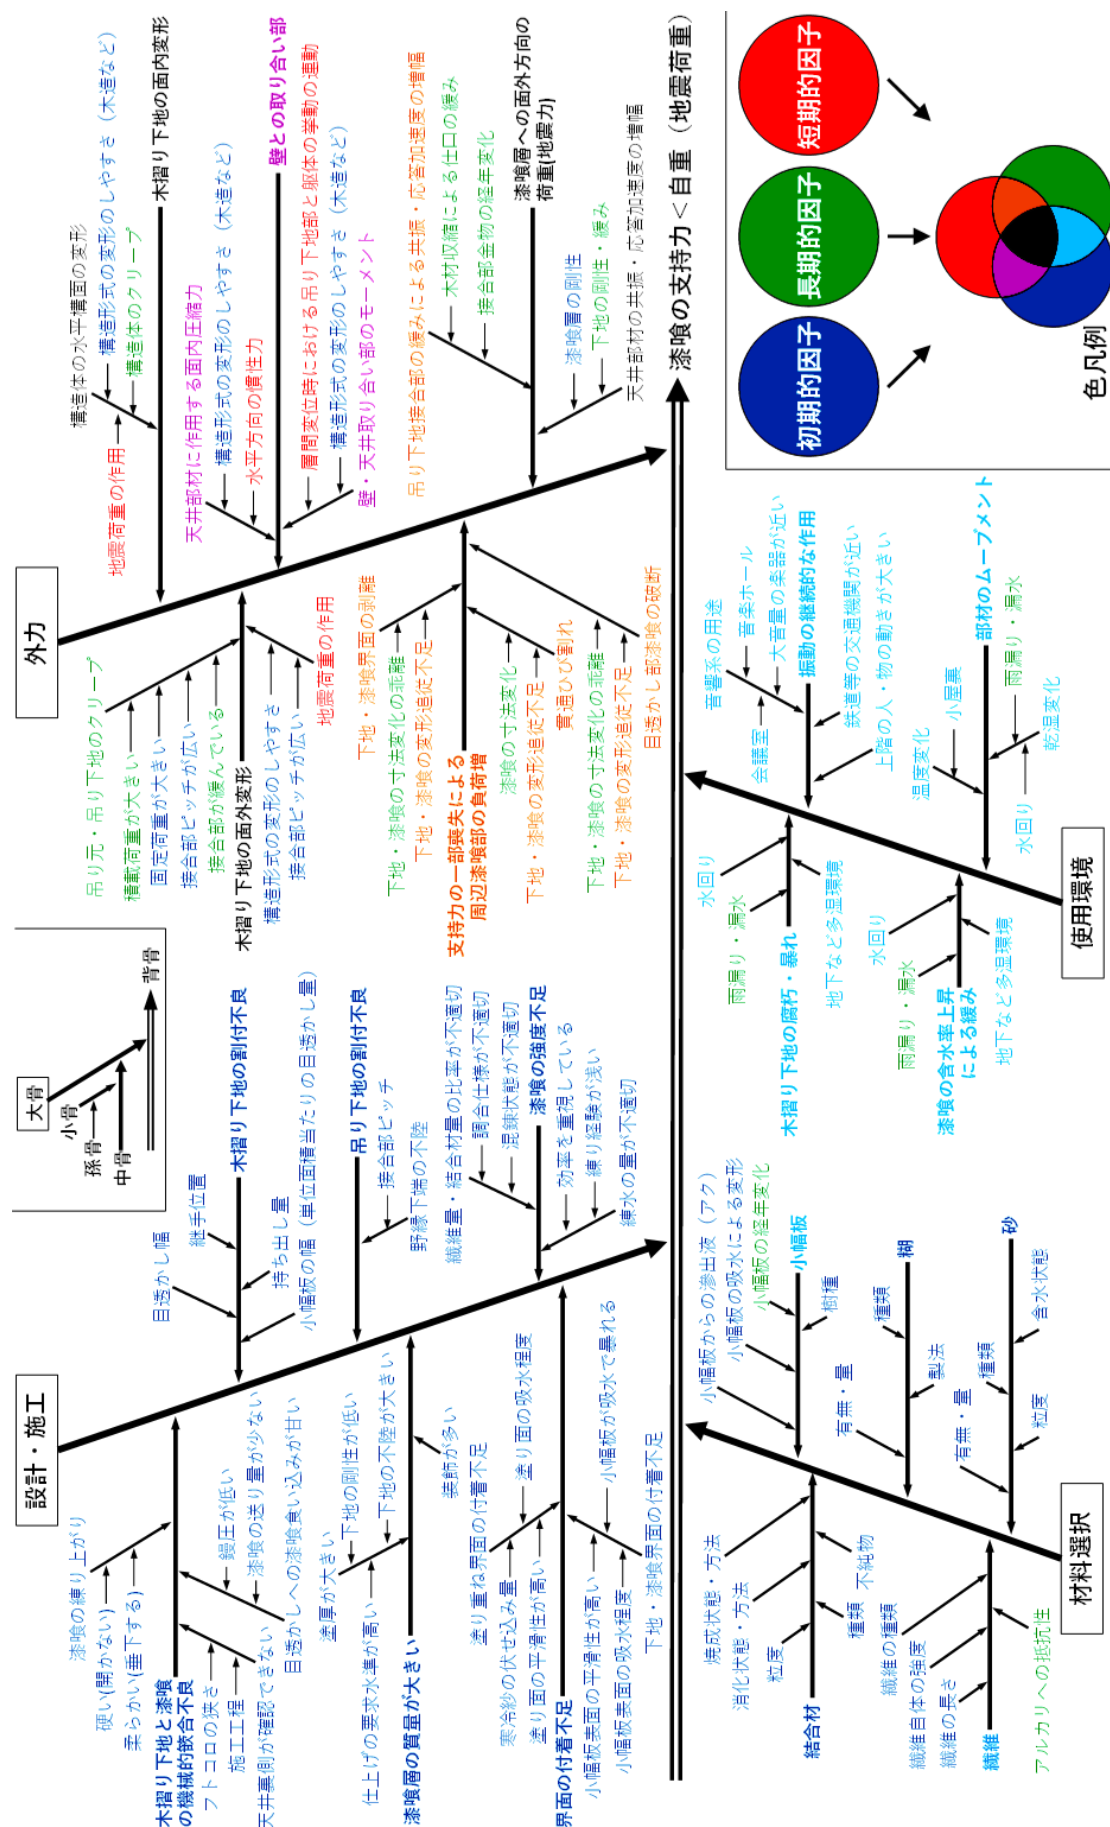 大骨
小骨
孫骨
中骨
背骨
設計・施工
漆喰の練り上がり
硬い(開かない)
柔らかい(垂下する)
木摺り下地と漆喰
の機械的嵌合不良
フトコロの狭さ
施工工程
天井裏側が確認できない
鏝圧が低い
漆喰の送り量が少ない
目透かしへの漆喰食い込みが甘い
塗厚が大きい
下地の剛性が低い
仕上げの要求水準が高い
下地の不陸が大きい
漆喰層の質量が大きい
装飾が多い
塗り重ね界面の付着不足
寒冷紗の伏せ込み量
塗り面の吸水程度
塗り面の平滑性が高い
界面の付着不足
小幅板表面の平滑性が高い
小幅板が吸水で暴れる
小幅板表面の吸水程度
下地・漆喰界面の付着不足
目透かし幅
継手位置
木摺り下地の割付不良
持ち出し量
小幅板の幅（単位面積当たりの目透かし量）
吊り下地の割付不良
接合部ピッチ
野縁下端の不陸
繊維量・結合材量の比率が不適切
調合仕様が不適切
混錬状態が不適切
漆喰の強度不足
効率を重視している
練り経験が浅い
練水の量が不適切
外力
吊り元・吊り下地のクリープ
積載荷重が大きい
固定荷重が大きい
接合部ピッチが広い
接合部が緩んでいる
木摺り下地の面外変形
構造形式の変形のしやすさ
接合部ピッチが広い
地震荷重の作用
下地・漆喰界面の剥離
下地・漆喰の寸法変化の乖離
下地・漆喰の変形追従不足
支持力の一部喪失による
周辺漆喰部の負荷増
漆喰の寸法変化
下地・漆喰の変形追従不足
貫通ひび割れ
下地・漆喰の寸法変化の乖離
下地・漆喰の変形追従不足
目透かし部漆喰の破断
構造体の水平構面の変形
構造形式の変形のしやすさ（木造など）
地震荷重の作用
構造体のクリープ
木摺り下地の面内変形
天井部材に作用する面内圧縮力
構造形式の変形のしやすさ（木造など）
水平方向の慣性力
壁との取り合い部
層間変位時における吊り下地部と躯体の挙動の連動
構造形式の変形のしやすさ（木造など）
壁・天井取り合い部のモーメント
吊り下地接合部の緩みによる共振・応答加速度の増幅
木材収縮による仕口の緩み
接合部金物の経年変化
漆喰層への面外方向の
荷重(地震力)
漆喰層の剛性
下地の剛性・緩み
天井部材の共振・応答加速度の増幅
漆喰の支持力＜自重（地震荷重）
材料選択
焼成状態・方法
消化状態・方法
粒度
結合材
種類
不純物
繊維の種類
繊維自体の強度
繊維の長さ
繊維
アルカリへの抵抗性
小幅板からの滲出液（アク）
小幅板の吸水による変形
小幅板の経年変化
小幅板
樹種
有無・量
種類
糊
製法
有無・量
種類
砂
粒度
含水状態
使用環境
水回り
雨漏り・漏水
木摺り下地の腐朽・暴れ
地下など多湿環境
水回り
雨漏り・漏水
漆喰の含水率上昇
による緩み
地下など多湿環境
音響系の用途
会議室
音楽ホール
大音量の楽器が近い
振動の継続的な作用
鉄道等の交通機関が近い
上階の人・物の動きが大きい
温度変化
小屋裏
部材のムーブメント
雨漏り・漏水
水回り
乾湿変化
初期的因子
長期的因子
短期的因子
色凡例